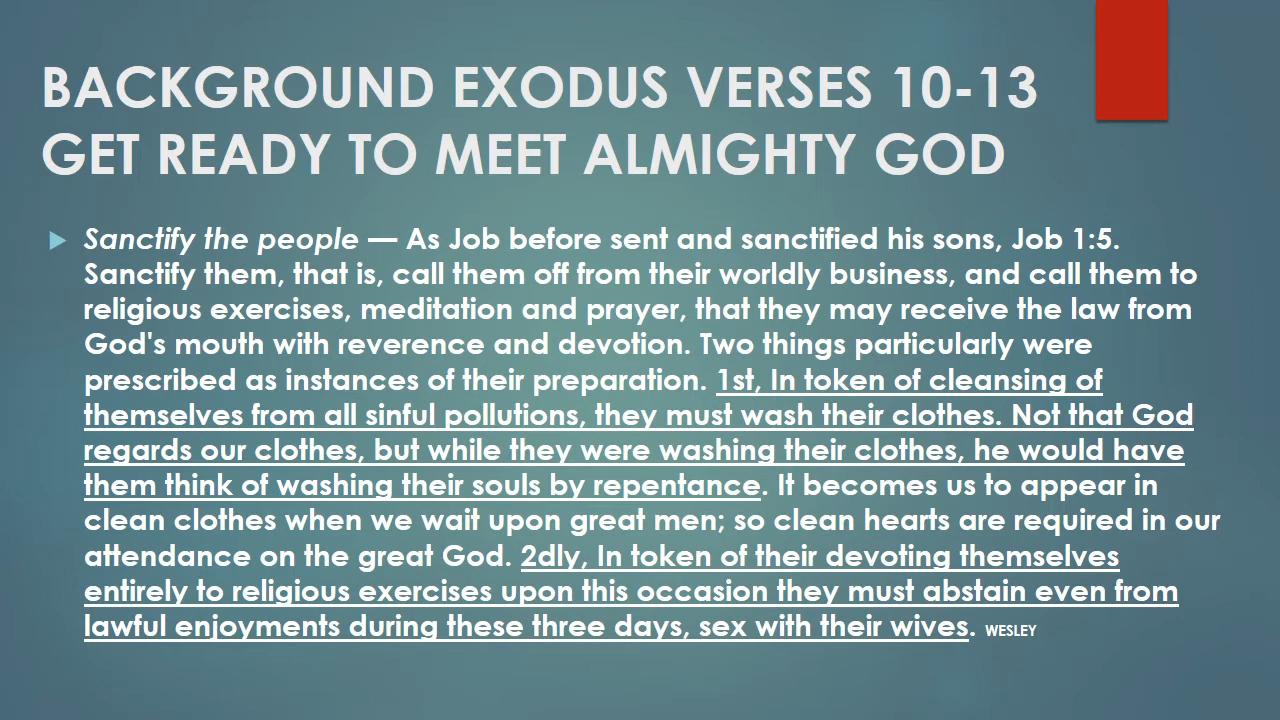 BACKGROUND EXODUS VERSES 10-13
GET READY TO MEET ALMIGHTY GOD
Sanctify the people — As Job before sent and sanctified his sons, Job 1:5.
Sanctify them, that is, call them off from their worldly business, and call them to
religious exercises, meditation and prayer, that they may receive the law from
God's mouth with reverence and devotion. Two things particularly were
prescribed as instances of their preparation. 1st, In token of cleansing of
themselves from all sinful pollutions, they must wash their clothes. Not that God
regards our clothes, but while they were washing their clothes, he would have
them think of washing their souls by repentance. It becomes us to appear in
clean clothes when we wait upon great men; so clean hearts are required in our
attendance on the great God. 2dly, In token of their devoting themselves
entirely to religious exercises upon this occasion they must abstain even from
lawful enjoyments during these three days, sex with their wives. WESLEY